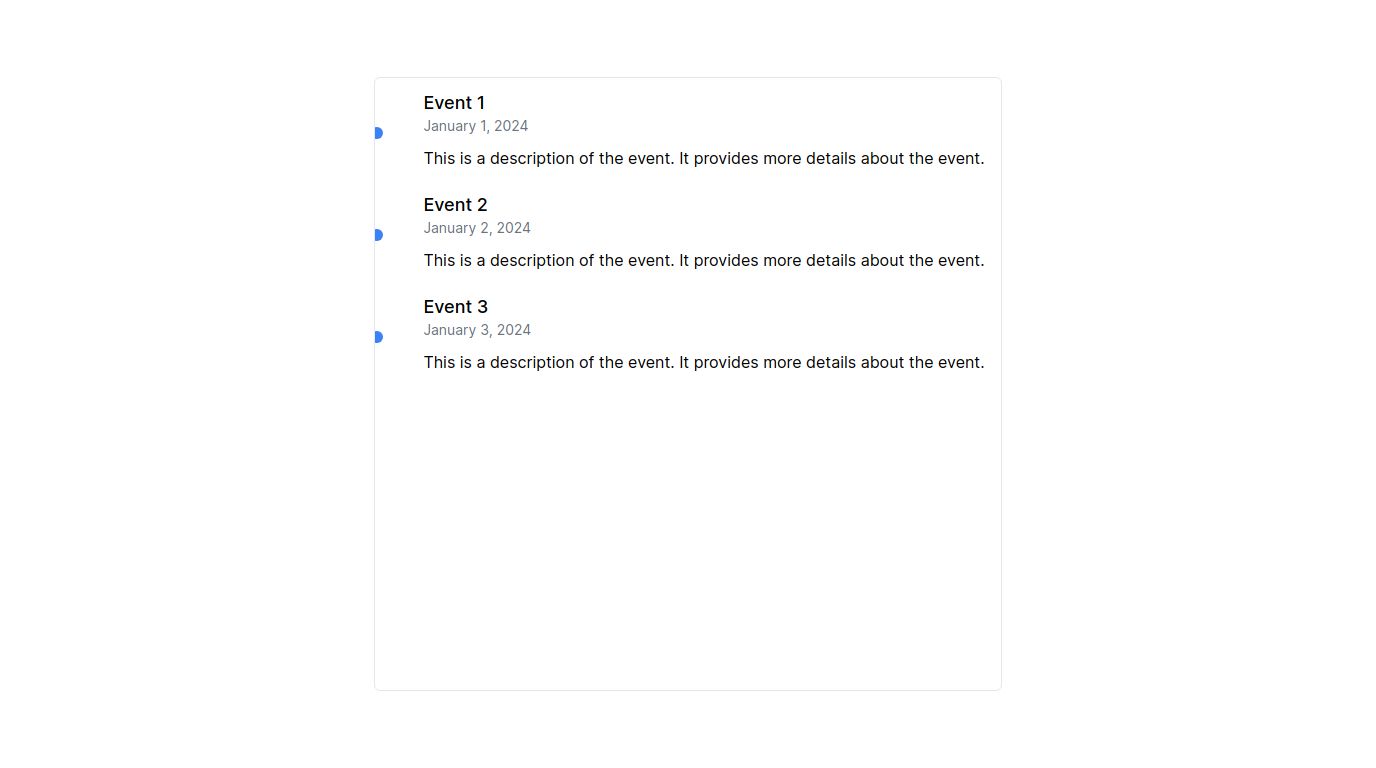 Event 1
January 1, 2024
This is a description of the event. It provides more details about the event.
Event 2
January 2, 2024
This is a description of the event. It provides more details about the event.
Event 3
January 3, 2024
This is a description of the event. It provides more details about the event.